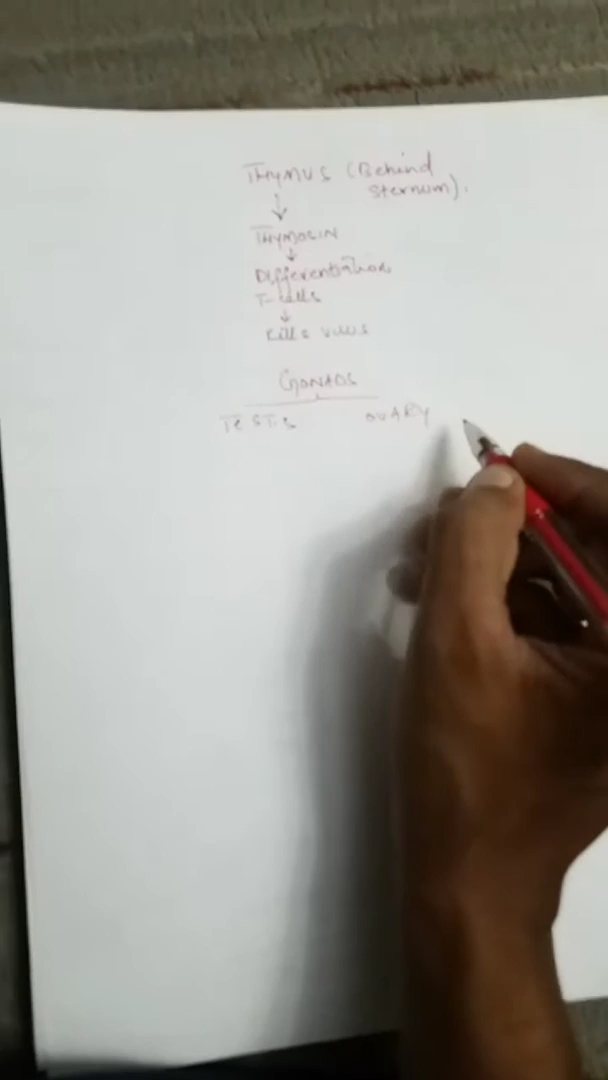 THYMUS (Behind
sternum).
THYMOSIN
Differentiation
T-cells
Kills virus
GONADS
TESTIS OVARY